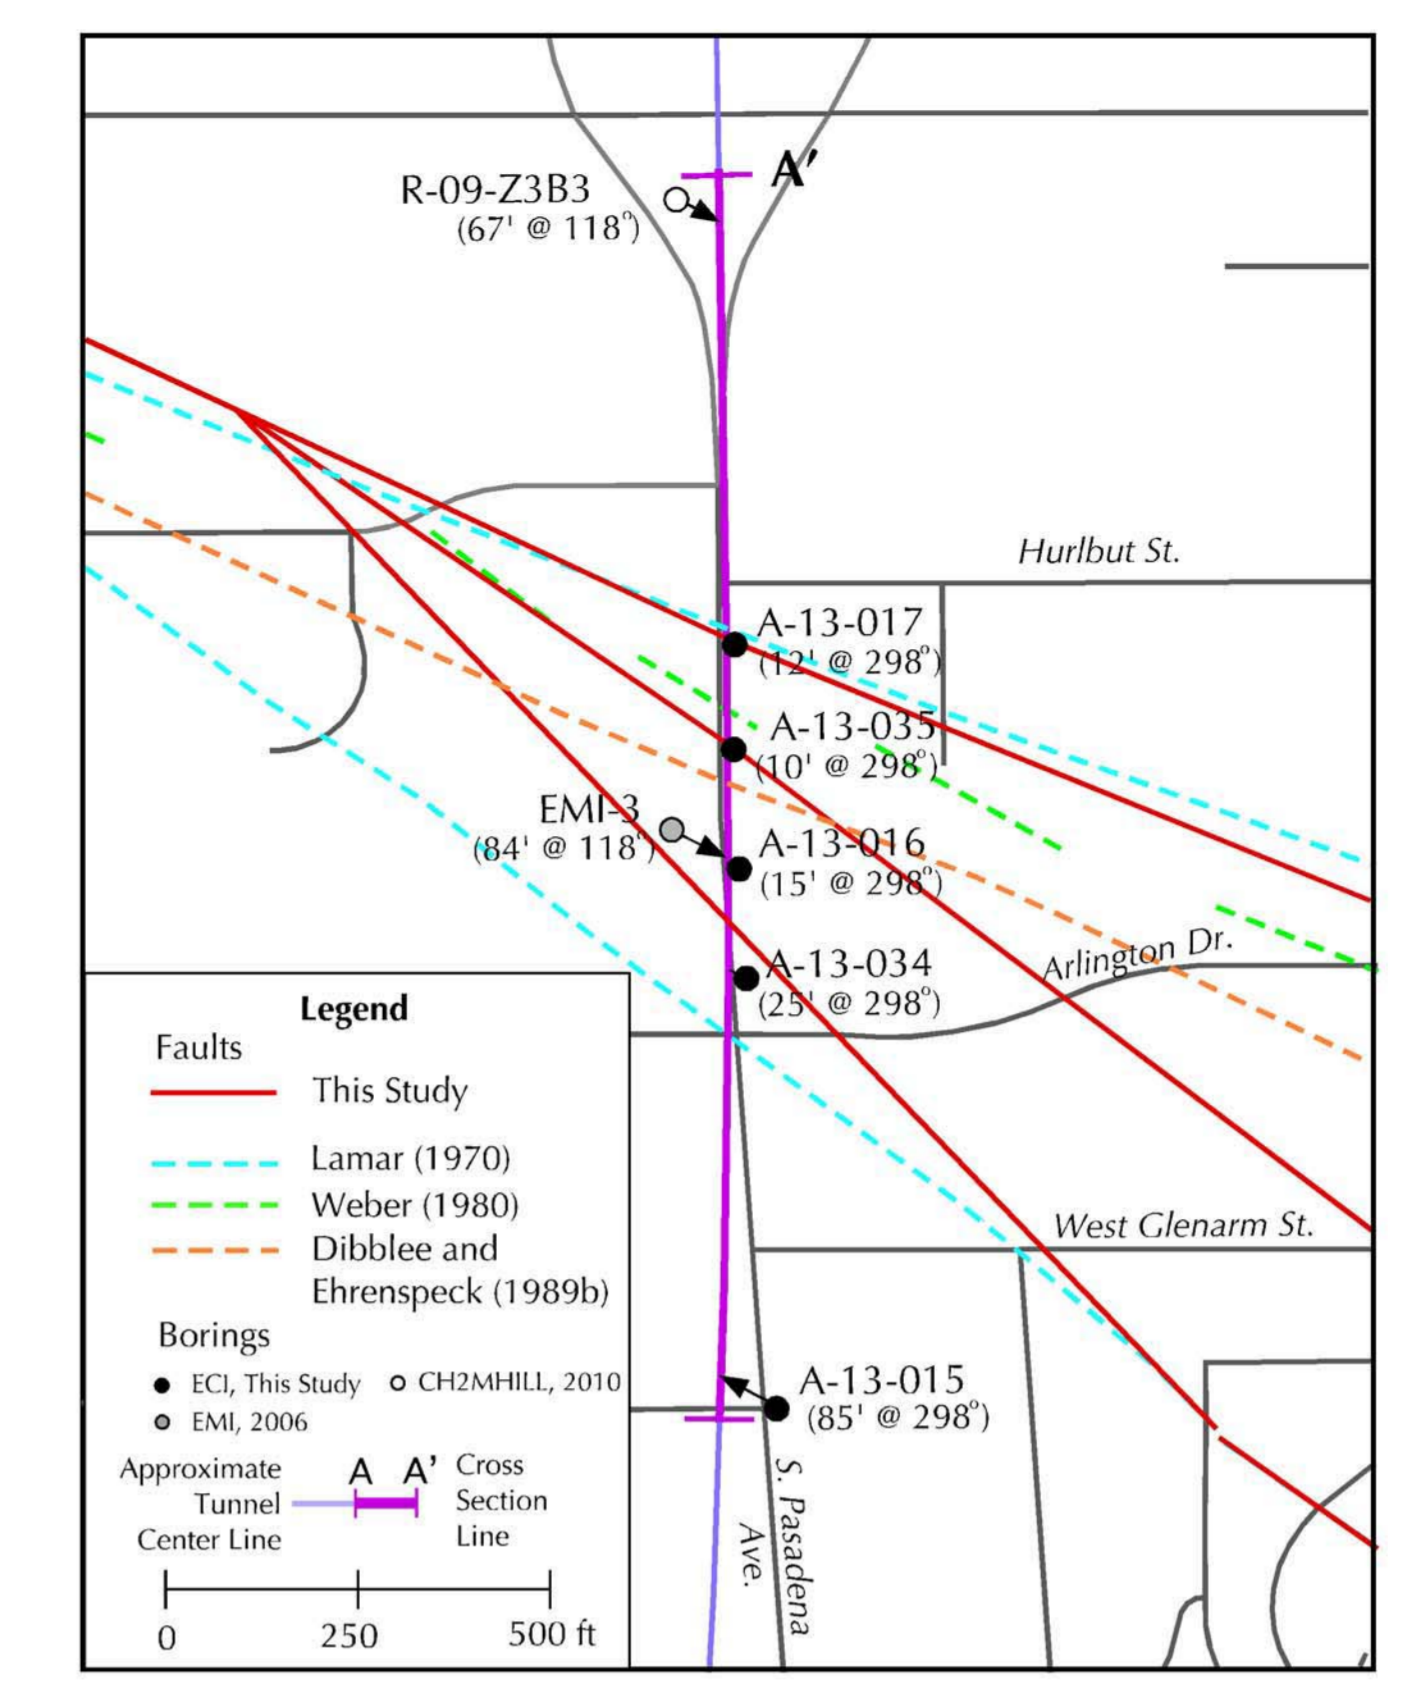 A'
R-09-Z3B3
(67' @ 118°)
Hurlbut St.
A-13-017
(12' @ 298°)
A-13-035
(10' @ 298°)
EMI-3
(84' @ 118°)
A-13-016
(15' @ 298°)
Arlington Dr.
A-13-034
(25' @ 298°)
West Glenarm St.
A-13-015
(85' @ 298°)
S. Pasadena
Ave.
Legend
Faults
This Study
Lamar (1970)
Weber (1980)
Dibblee and
Ehrenspeck (1989b)
Borings
ECI, This Study
CH2MHILL, 2010
EMI, 2006
Approximate
Tunnel
Center Line
A A'
Cross
Section
Line
0 250 500 ft